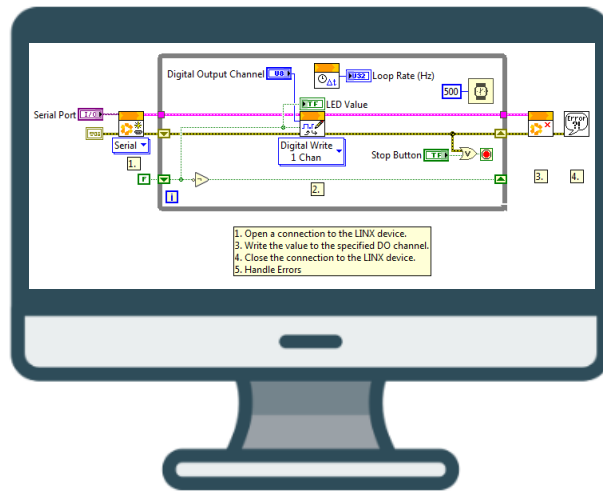 Digital Output Channel
U8
U32
Loop Rate (Hz)
500
TF
LED Value
Serial Port
I/O
Serial
Digital Write
1 Chan
Stop Button
TF
V
Error
?!
1.
2.
3.
4.
F
i
1. Open a connection to the LINX device.
3. Write the value to the specified DO channel.
4. Close the connection to the LINX device.
5. Handle Errors